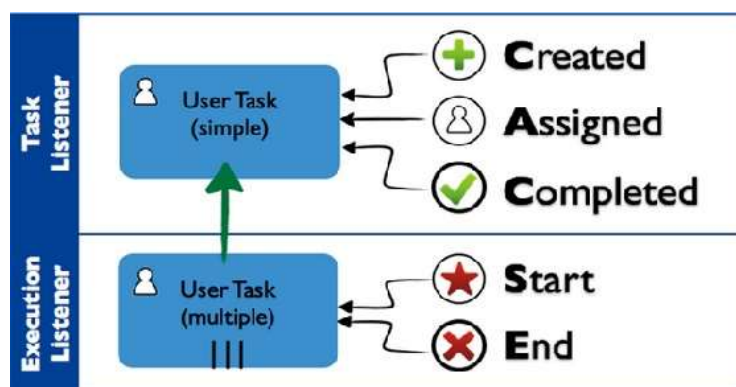 Task
Listener
User Task
(simple)
Created
Assigned
Completed
Execution
Listener
User Task
(multiple)
Start
End